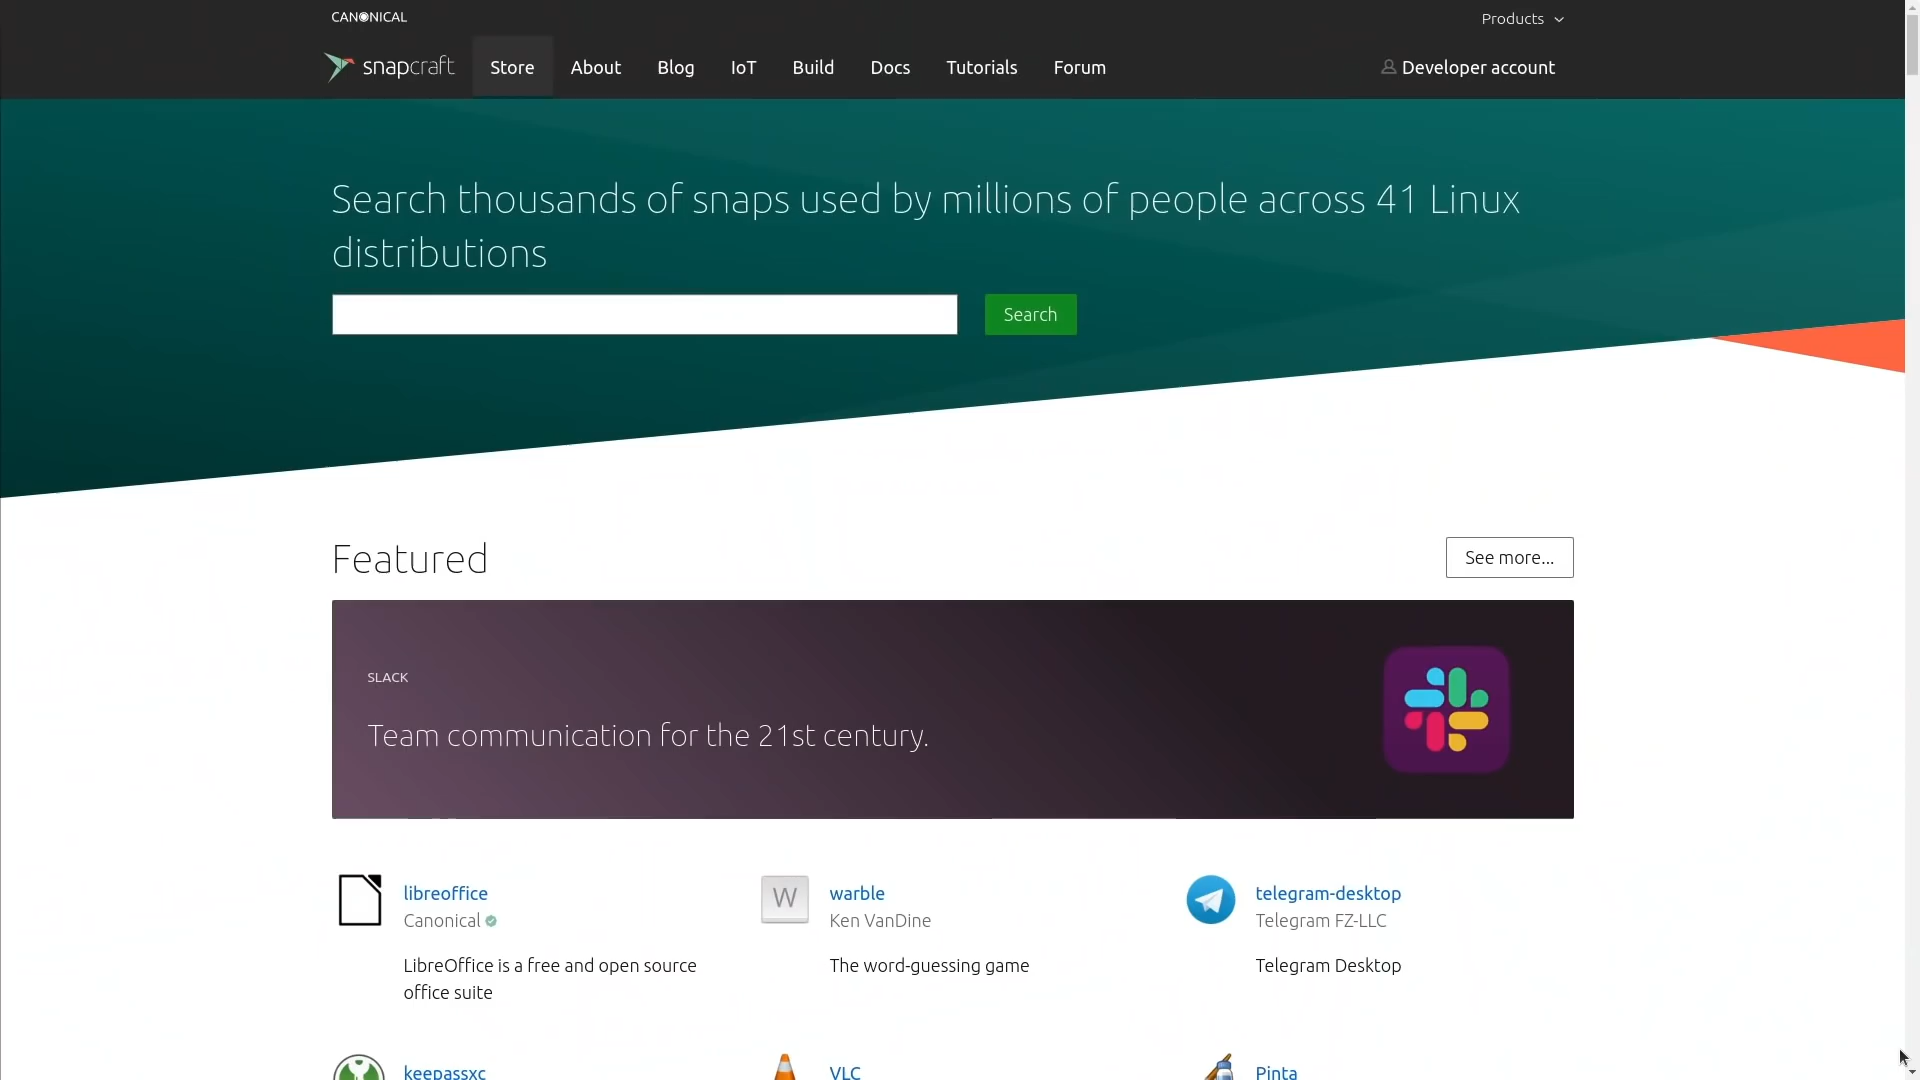 CANONICAL
Products
snapcraft
Store
About
Blog
IoT
Build
Docs
Tutorials
Forum
Developer account
Search thousands of snaps used by millions of people across 41 Linux
distributions
Search
Featured
See more...
SLACK
Team communication for the 21st century.
libreoffice
Canonical
LibreOffice is a free and open source
office suite
W
warble
Ken VanDine
The word-guessing game
telegram-desktop
Telegram FZ-LLC
Telegram Desktop
keepassxc
VLC
Pinta